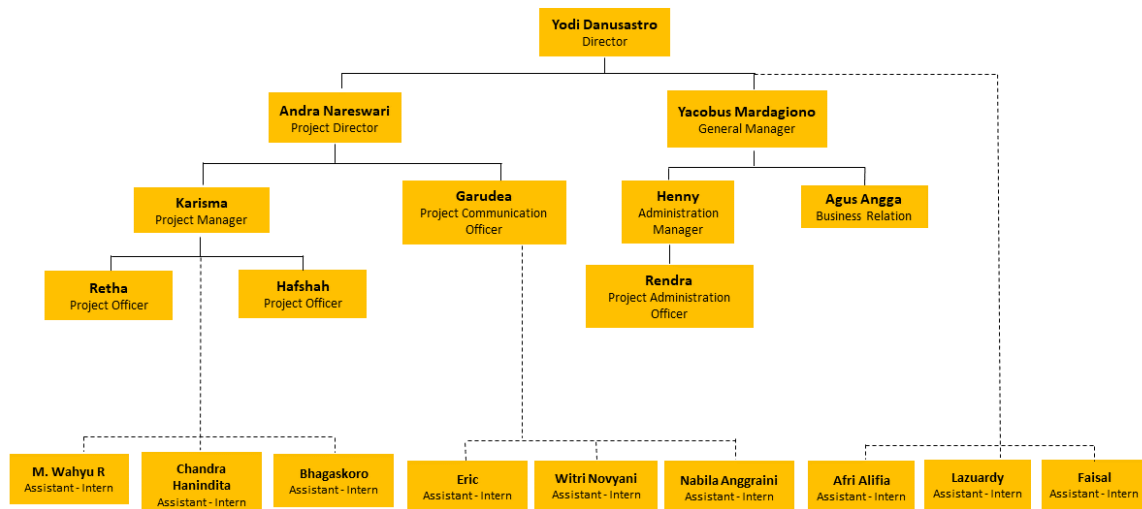 Yodi Danusastro
Director
Andra Nareswari
Project Director
Yacobus Mardagiono
General Manager
Karisma
Project Manager
Garudea
Project Communication
Officer
Henny
Administration
Manager
Agus Angga
Business Relation
Retha
Project Officer
Hafshah
Project Officer
Rendra
Project Administration
Officer
M. Wahyu R
Assistant - Intern
Chandra
Hanindita
Assistant - Intern
Bhagaskoro
Assistant - Intern
Eric
Assistant - Intern
Witri Novyani
Assistant - Intern
Nabila Anggraini
Assistant - Intern
Afri Alifia
Assistant - Intern
Lazuardy
Assistant - Intern
Faisal
Assistant - Intern